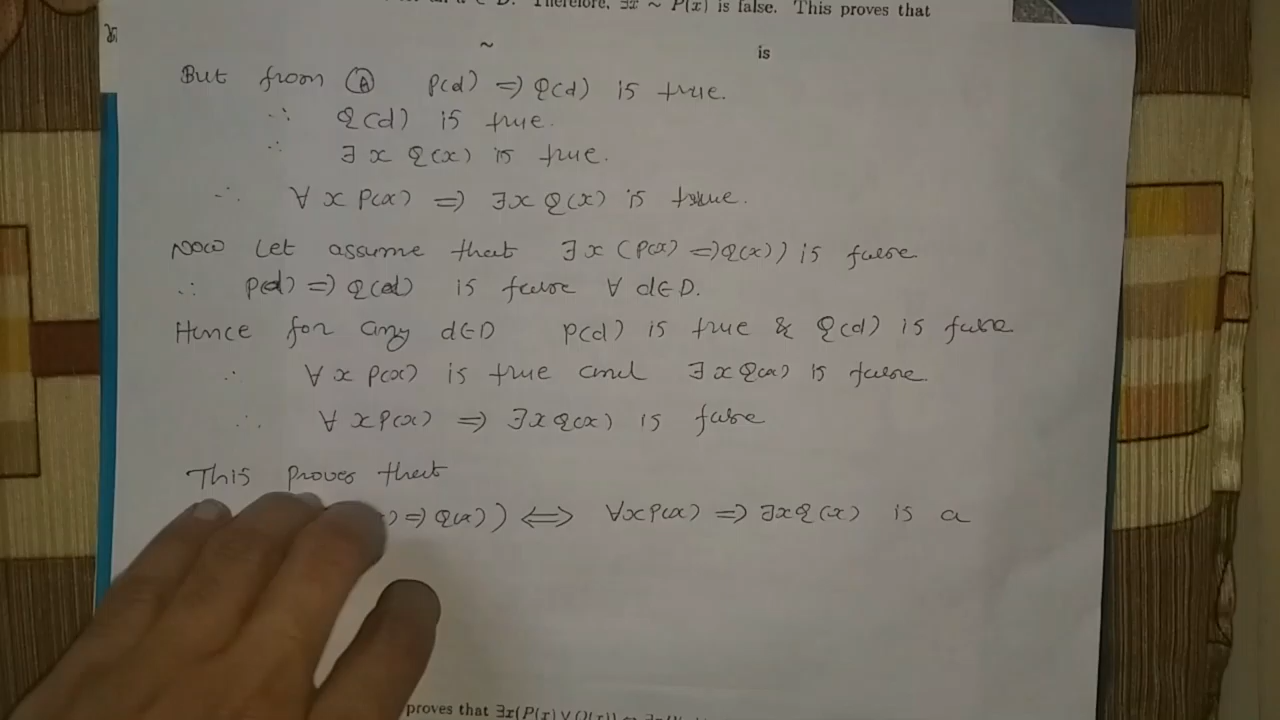 D. Therefore, ∃x ~ P(x) is false. This proves that
~ is
But from Ⓐ P(d) => Q(d) is true.
∴ Q(d) is true.
∴ ∃ x Q(x) is true.
∴ ∀ x P(x) => ∃x Q(x) is true.
Now Let assume that ∃ x (P(x) => Q(x)) is false
∴ P(d) => Q(d) is false ∀ d∈D.
Hence for any d∈D P(d) is true & Q(d) is false
∴ ∀ x P(x) is true and ∃ x Q(x) is false.
∴ ∀ x P(x) => ∃x Q(x) is false
This proves that
) => Q(x)) <=> ∀x P(x) => ∃x Q(x) is a
proves that ∃x(P(x) ∨ Q(x))